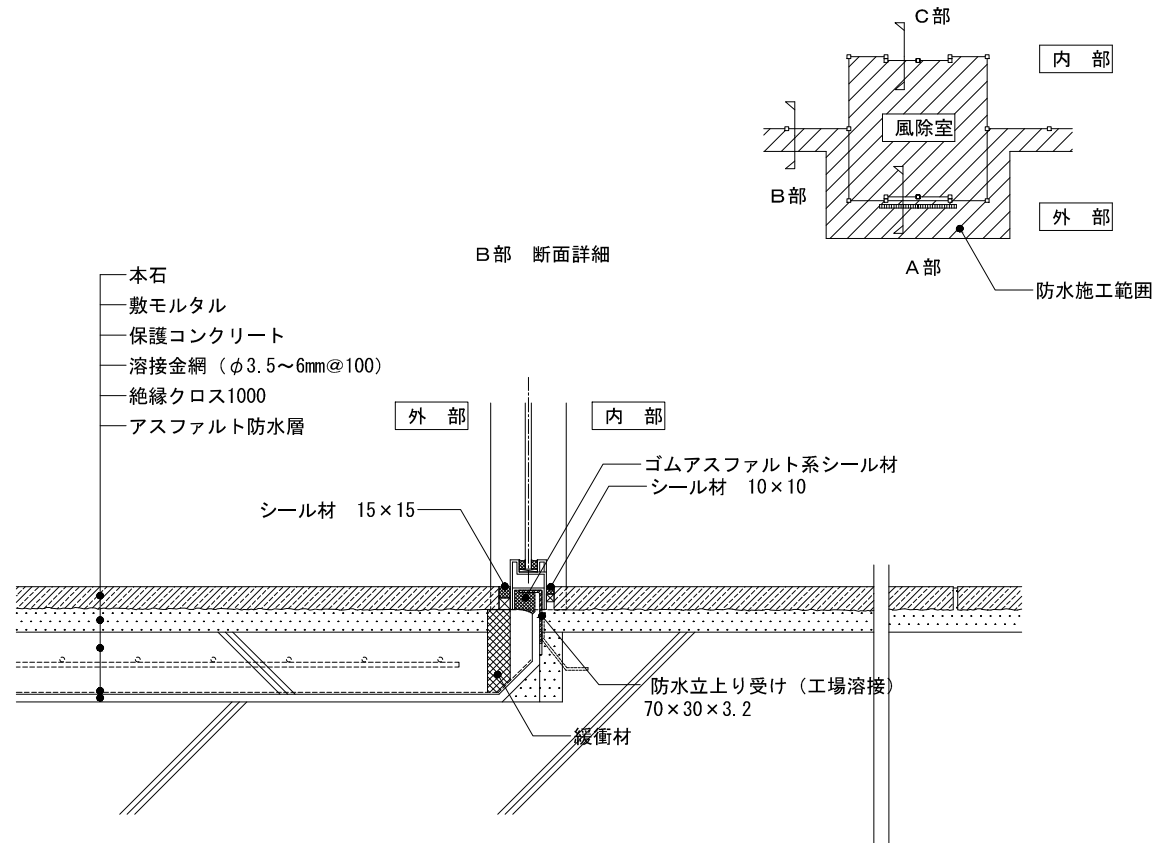 C部
内 部
風除室
B部
外 部
A部
防水施工範囲
B部 断面詳細
本石
敷モルタル
保護コンクリート
溶接金網（φ3.5～6mm@100）
絶縁クロス1000
アスファルト防水層
外 部
内 部
ゴムアスファルト系シール材
シール材 10×10
シール材 15×15
防水立上り受け（工場溶接）
70×30×3.2
緩衝材